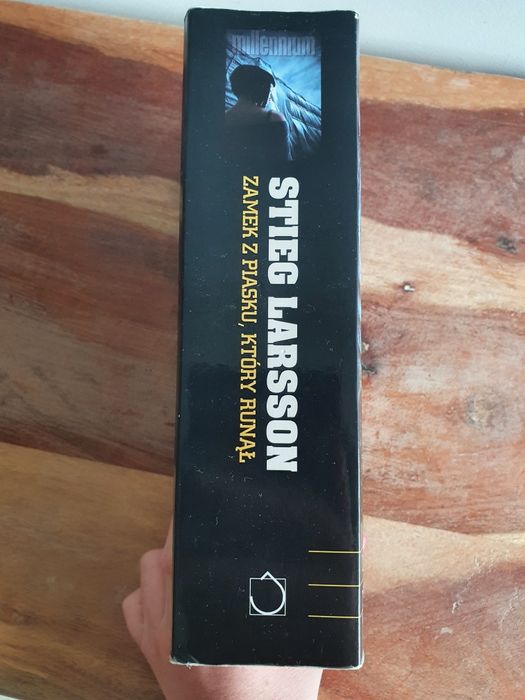 millennium
STIEG LARSSON
ZAMEK Z PIASKU, KTÓRY RUNĄŁ